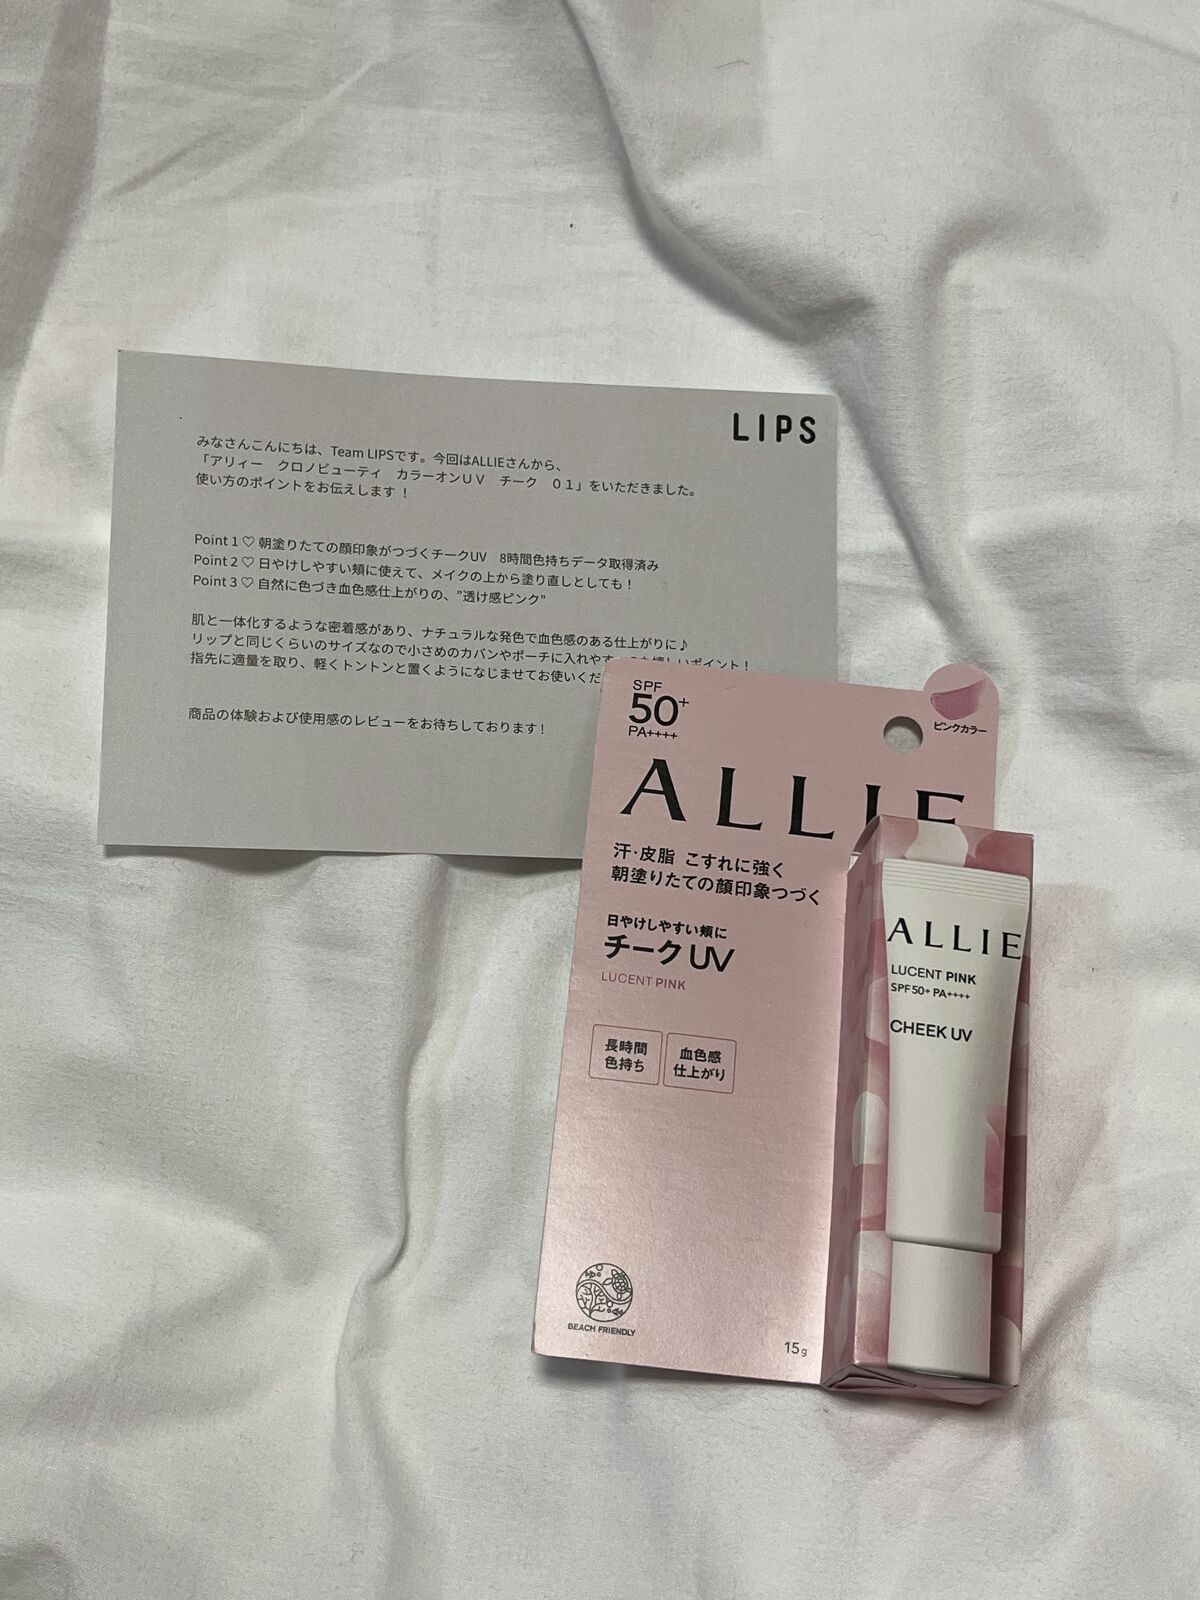 LIPS
みなさんこんにちは、Team LIPSです。今回はALLIEさんから、
「アリィー　クロノビューティ　カラーオンＵＶ　チーク　０１」をいただきました。
使い方のポイントをお伝えします！
Point 1 ♡ 朝塗りたての顔印象がつづくチークUV　8時間色持ちデータ取得済み
Point 2 ♡ 日やけしやすい頬に使えて、メイクの上から塗り直しとしても！
Point 3 ♡ 自然に色づき血色感仕上がりの、”透け感ピンク”
肌と一体化するような密着感があり、ナチュラルな発色で血色感のある仕上がりに♪
リップと同じくらいのサイズなので小さめのカバンやポーチに入れやす
指先に適量を取り、軽くトントンと置くようになじませてお使いくだ
商品の体験および使用感のレビューをお待ちしております！
SPF
50+
PA++++
ピンクカラー
ALLIE
汗・皮脂 こすれに強く
朝塗りたての顔印象つづく
日やけしやすい頬に
チークUV
LUCENT PINK
長時間
色持ち
血色感
仕上がり
BEACH FRIENDLY
15g
ALLIE
LUCENT PINK
SPF50+ PA++++
CHEEK UV